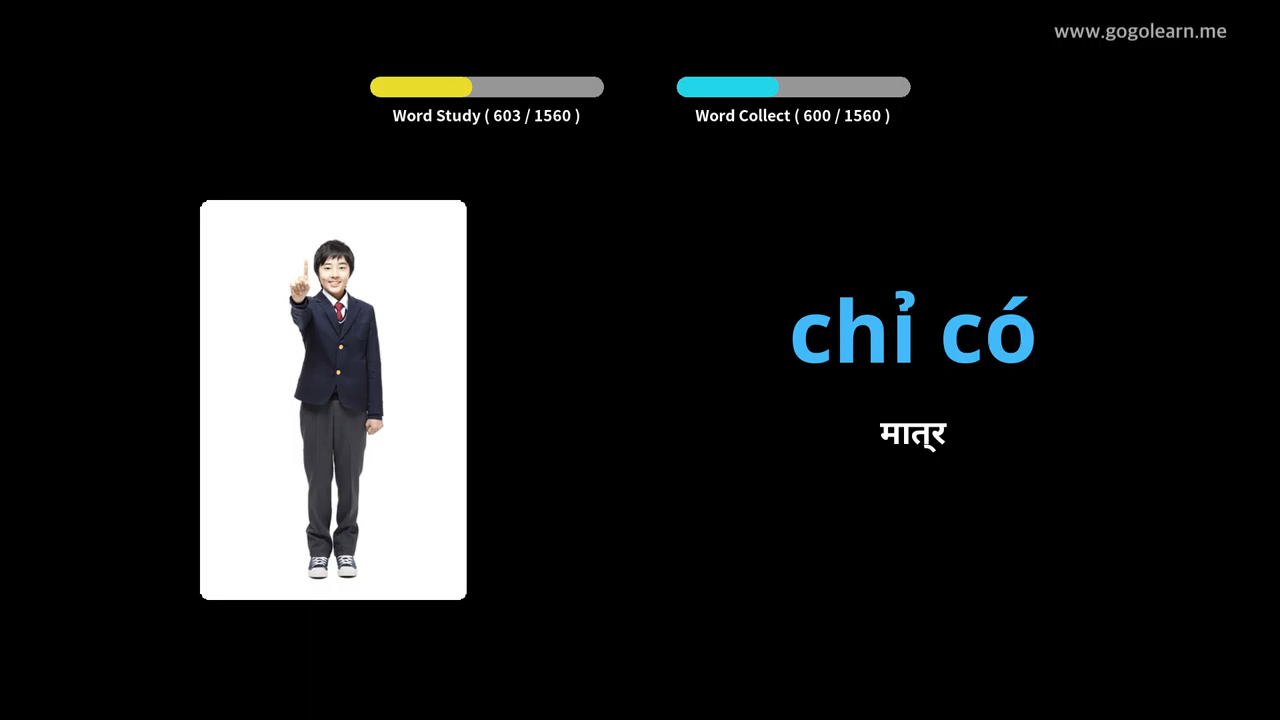 www.gogolearn.me
Word Study ( 603 / 1560 )
Word Collect ( 600 / 1560 )
chỉ có
मात्र